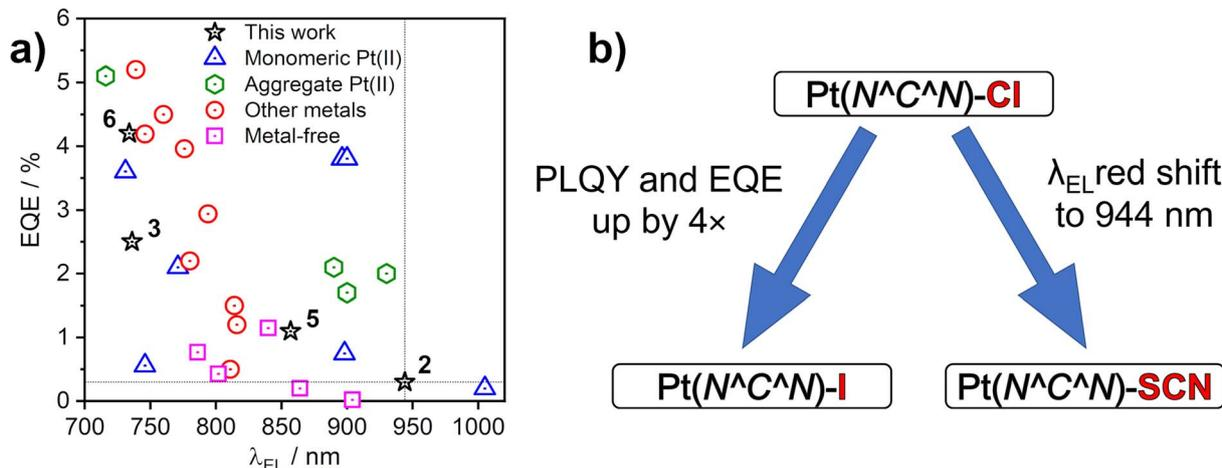 a)
EQE / %
6
5
4
3
2
1
0
This work
Monomeric Pt(II)
Aggregate Pt(II)
Other metals
Metal-free
6
3
5
2
700 750 800 850 900 950 1000
λEL / nm
b)
Pt(N^C^N)-Cl
PLQY and EQE
up by 4×
λEL red shift
to 944 nm
Pt(N^C^N)-I
Pt(N^C^N)-SCN